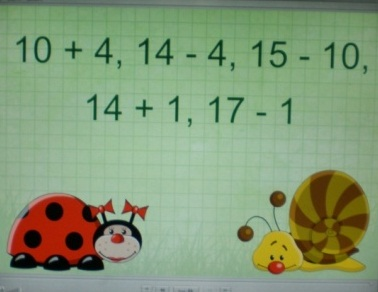 10 + 4, 14 - 4, 15 - 10,
14 + 1, 17 - 1